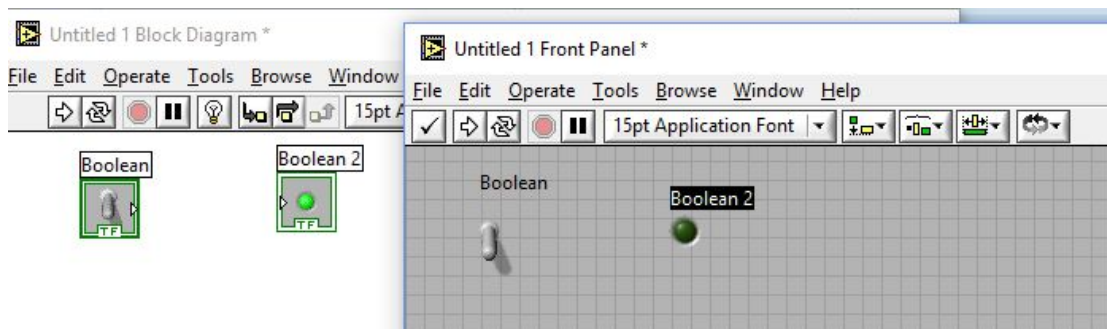 Untitled 1 Block Diagram *
File Edit Operate Tools Browse Window
15pt A
Boolean
TF
Boolean 2
TF
Untitled 1 Front Panel *
File Edit Operate Tools Browse Window Help
15pt Application Font
Boolean
Boolean 2